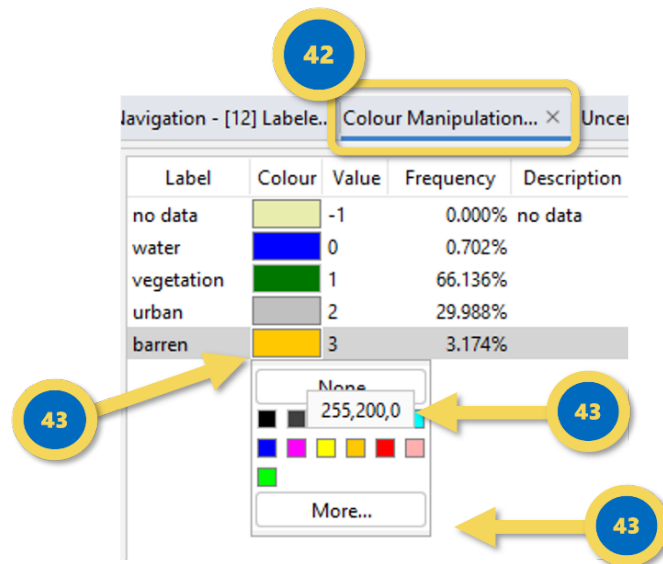 42
Navigation - [12] Labele.. Colour Manipulation... × Uncer
Label Colour Value Frequency Description
no data -1 0.000% no data
water 0 0.702%
vegetation 1 66.136%
urban 2 29.988%
barren 3 3.174%
None
43 255,200,0 43
More...
43